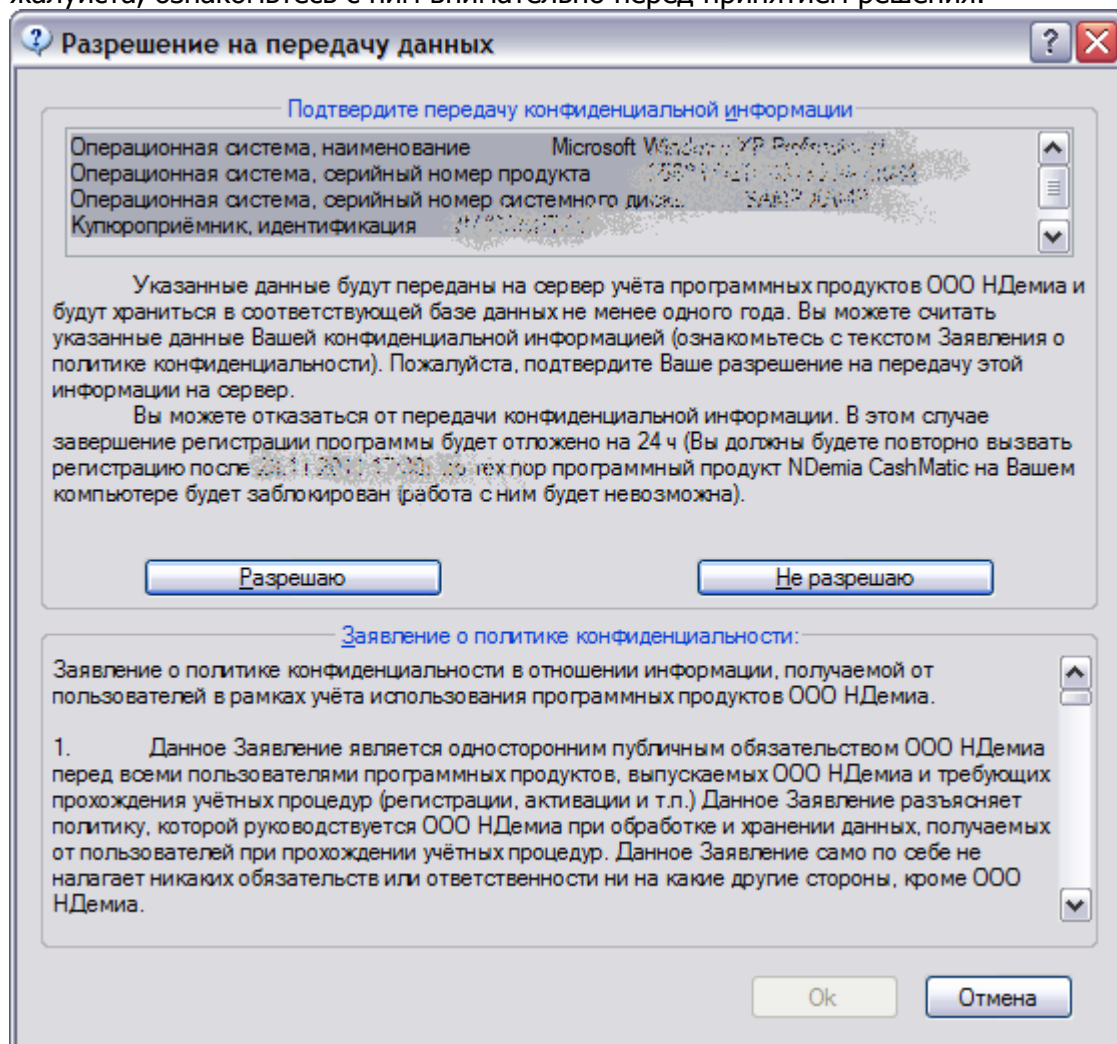 жалуйста, ознакомьтесь с ним внимательно перед принятием решения.
Разрешение на передачу данных
Подтвердите передачу конфиденциальной информации
Операционная система, наименование Microsoft Windows XP Professional
Операционная система, серийный номер продукта
Операционная система, серийный номер системного диска
Купюроприёмник, идентификация
Указанные данные будут переданы на сервер учёта программных продуктов ООО НДемиа и
будут храниться в соответствующей базе данных не менее одного года. Вы можете считать
указанные данные Вашей конфиденциальной информацией (ознакомьтесь с текстом Заявления о
политике конфиденциальности). Пожалуйста, подтвердите Ваше разрешение на передачу этой
информации на сервер.
Вы можете отказаться от передачи конфиденциальной информации. В этом случае
завершение регистрации программы будет отложено на 24 ч (Вы должны будете повторно вызвать
регистрацию после тех пор программный продукт NDemia CashMatic на Вашем
компьютере будет заблокирован (работа с ним будет невозможна).
Разрешаю Не разрешаю
Заявление о политике конфиденциальности:
Заявление о политике конфиденциальности в отношении информации, получаемой от
пользователей в рамках учёта использования программных продуктов ООО НДемиа.
1. Данное Заявление является односторонним публичным обязательством ООО НДемиа
перед всеми пользователями программных продуктов, выпускаемых ООО НДемиа и требующих
прохождения учётных процедур (регистрации, активации и т.п.) Данное Заявление разъясняет
политику, которой руководствуется ООО НДемиа при обработке и хранении данных, получаемых
от пользователей при прохождении учётных процедур. Данное Заявление само по себе не
налагает никаких обязательств или ответственности ни на какие другие стороны, кроме ООО
НДемиа.
Ok Отмена